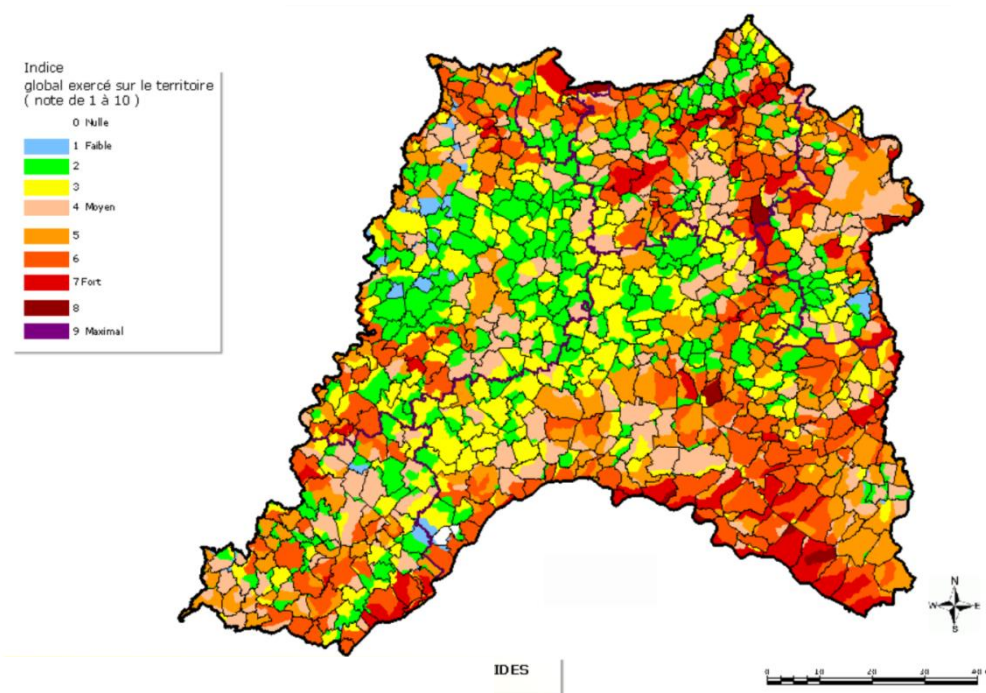 Indice
global exercé sur le territoire
( note de 1 à 10 )
0 Nulle
1 Faible
2
3
4 Moyen
5
6
7 Fort
8
9 Maximal
N
W E
S
IDES
0 10 20 30 40